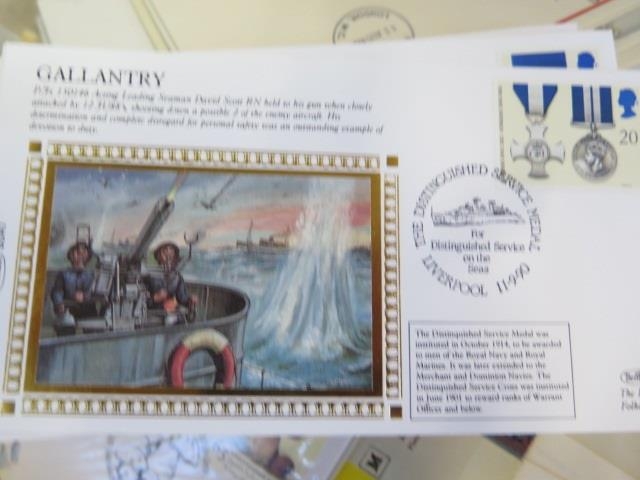 GALLANTRY
Acting Leading Seaman David Scott RN held to his gun when closely
attacked by 12 JU88's, shooting down a possible 2 of the enemy aircraft. His
determination and complete disregard for personal safety was an outstanding example of
devotion to duty.
20
THE DISTINGUISHED SERVICE MEDAL
For
Distinguished Service
on the
Seas
LIVERPOOL 11·9·90
The Distinguished Service Medal was
instituted in October 1914, to be awarded
to men of the Royal Navy and Royal
Marines. It was later extended to the
Merchant and Dominion Navies. The
Distinguished Service Cross was instituted
in June 1901 to reward ranks of Warrant
Officer and below.
M